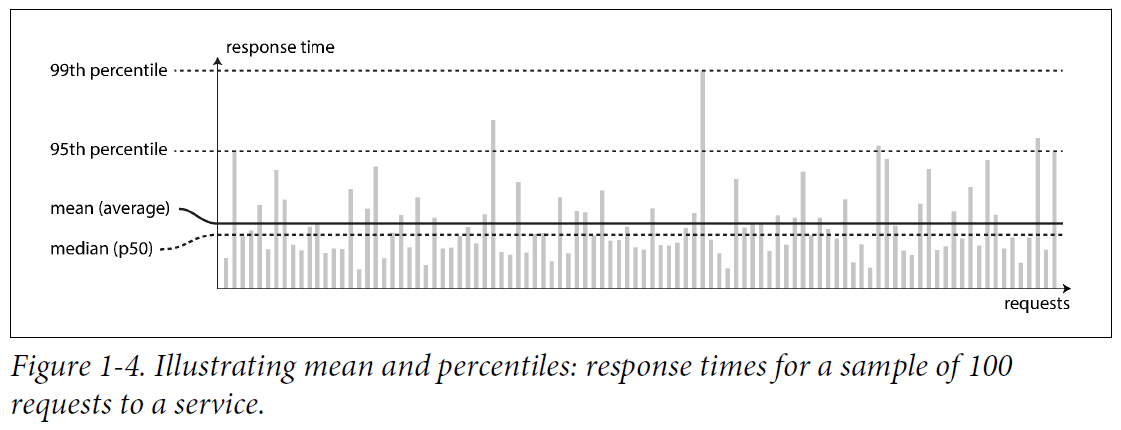 response time
99th percentile
95th percentile
mean (average)
median (p50)
requests
Figure 1-4. Illustrating mean and percentiles: response times for a sample of 100
requests to a service.